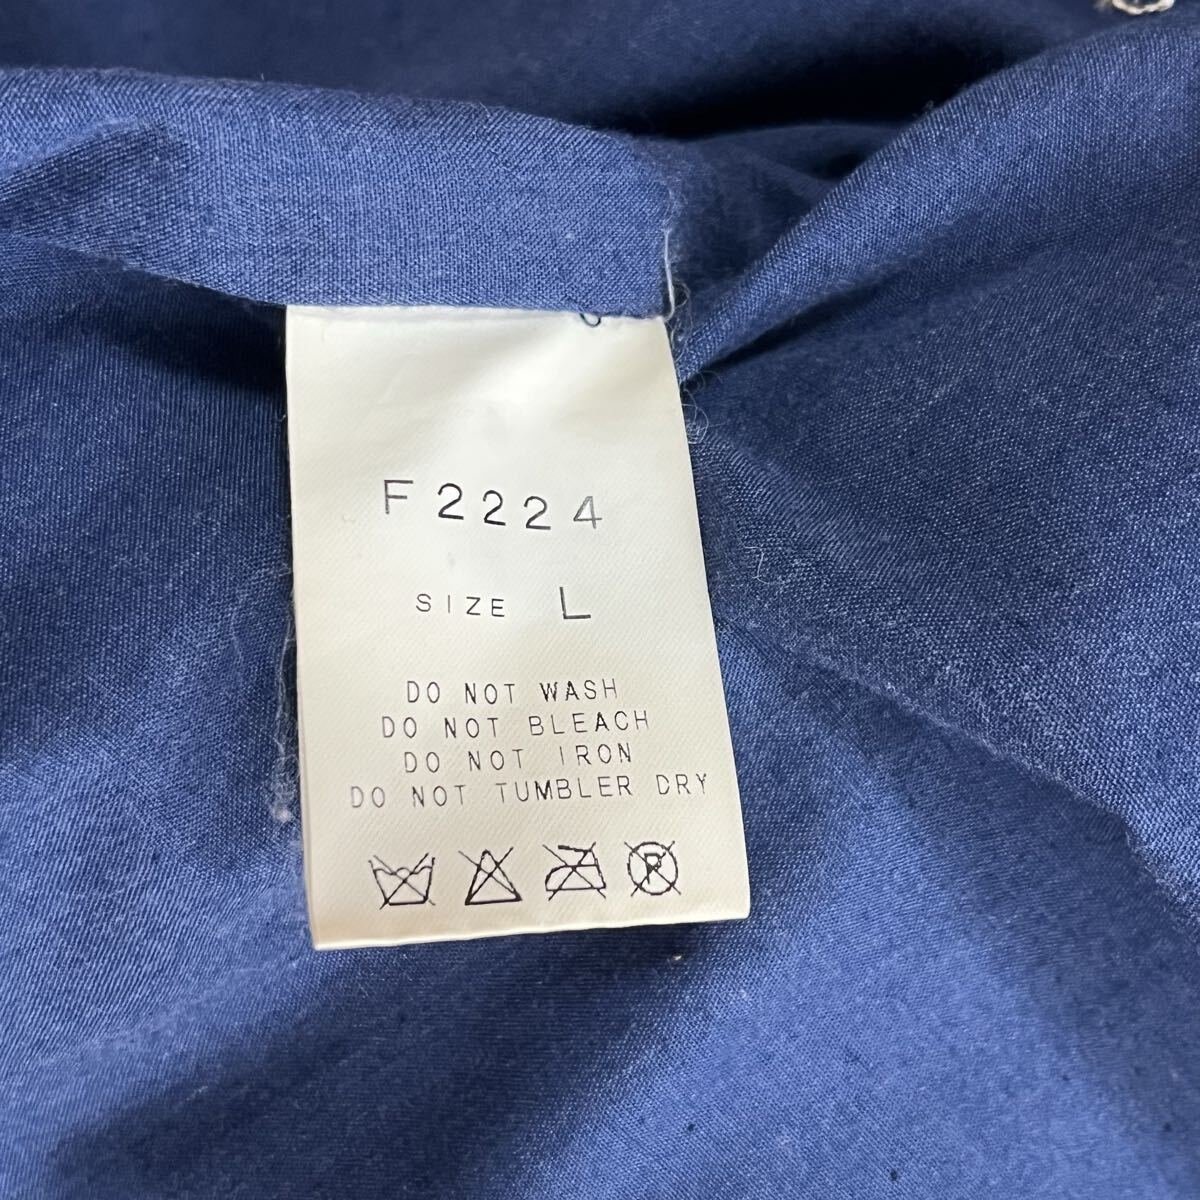 F2224
SIZE L
DO NOT WASH
DO NOT BLEACH
DO NOT IRON
DO NOT TUMBLER DRY
P